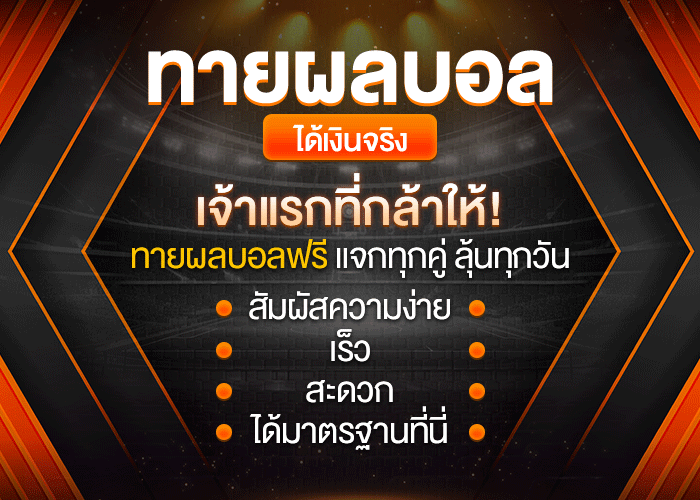 ทายผลบอล
ได้เงินจริง
เจ้าแรกที่กล้าให้!
ทายผลบอลฟรี แจกทุกคู่ ลุ้นทุกวัน
สัมผัสความง่าย
เร็ว
สะดวก
ได้มาตรฐานที่นี่